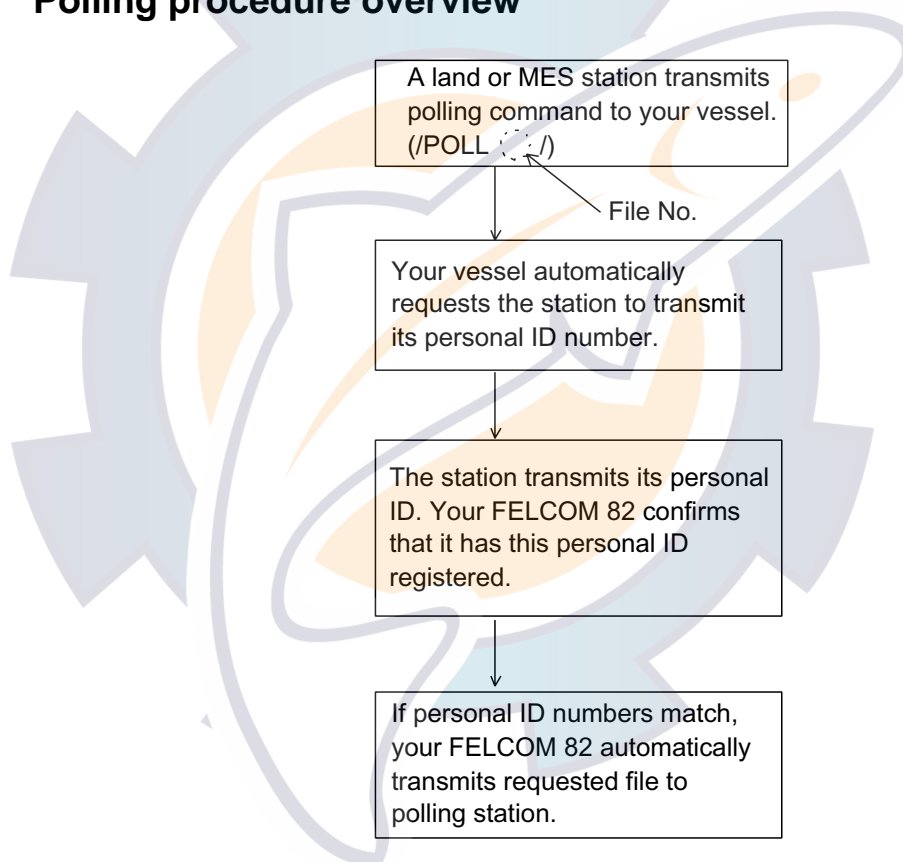 Polling procedure overview
A land or MES station transmits
polling command to your vessel.
(/POLL /)
File No.
Your vessel automatically
requests the station to transmit
its personal ID number.
The station transmits its personal
ID. Your FELCOM 82 confirms
that it has this personal ID
registered.
If personal ID numbers match,
your FELCOM 82 automatically
transmits requested file to
polling station.